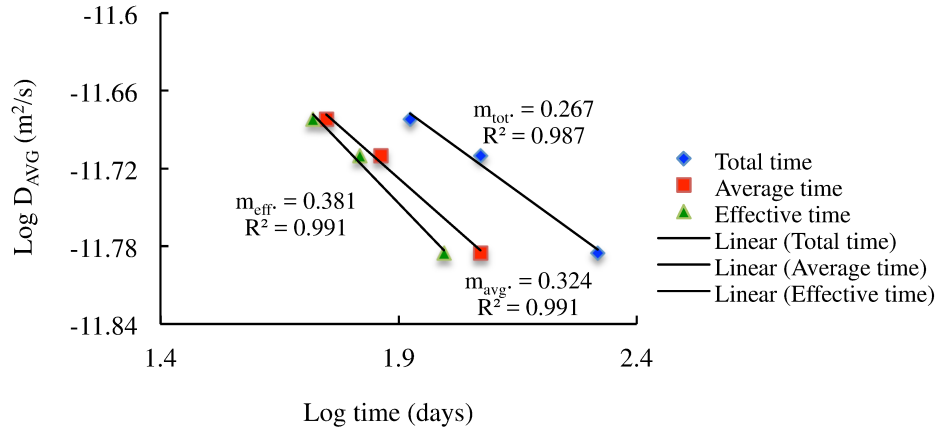 -11.6
-11.66
-11.72
-11.78
-11.84
Log D_AVG (m²/s)
1.4
1.9
2.4
Log time (days)
m_tot. = 0.267
R² = 0.987
m_eff. = 0.381
R² = 0.991
m_avg. = 0.324
R² = 0.991
Total time
Average time
Effective time
Linear (Total time)
Linear (Average time)
Linear (Effective time)